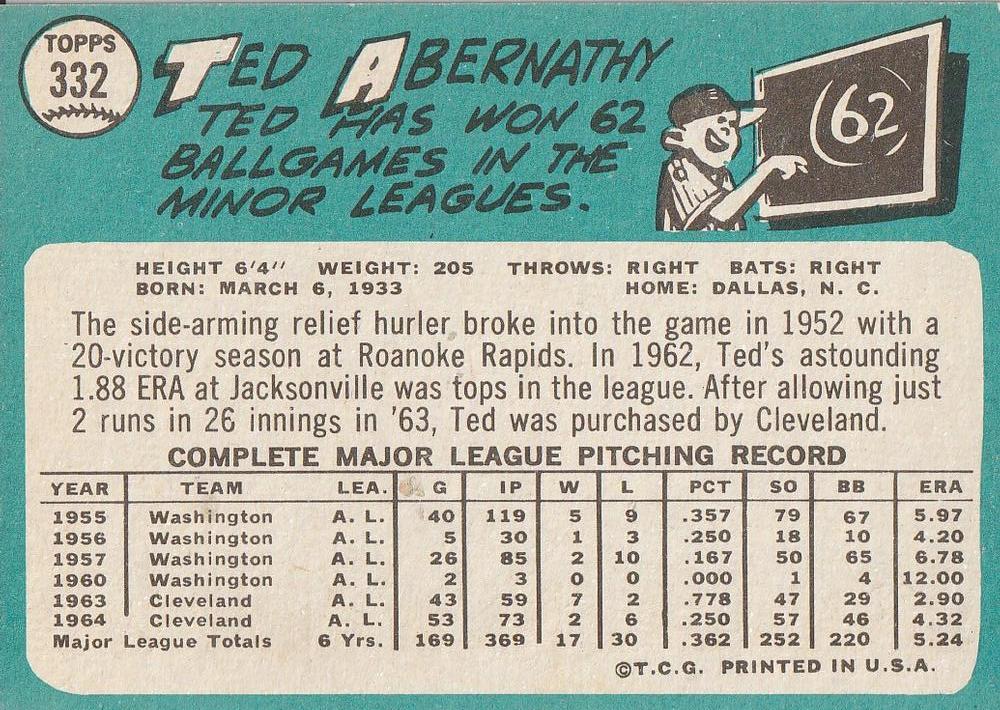 TOPPS
332
TED ABERNATHY
TED HAS WON 62
BALLGAMES IN THE
MINOR LEAGUES.
62
HEIGHT 6'4" WEIGHT: 205 THROWS: RIGHT BATS: RIGHT
BORN: MARCH 6, 1933 HOME: DALLAS, N. C.
The side-arming relief hurler broke into the game in 1952 with a
20-victory season at Roanoke Rapids. In 1962, Ted's astounding
1.88 ERA at Jacksonville was tops in the league. After allowing just
2 runs in 26 innings in '63, Ted was purchased by Cleveland.
COMPLETE MAJOR LEAGUE PITCHING RECORD
YEAR TEAM LEA. G IP W L PCT SO BB ERA
1955 Washington A. L. 40 119 5 9 .357 79 67 5.97
1956 Washington A. L. 5 30 1 3 .250 18 10 4.20
1957 Washington A. L. 26 85 2 10 .167 50 65 6.78
1960 Washington A. L. 2 3 0 0 .000 1 4 12.00
1963 Cleveland A. L. 43 59 7 2 .778 47 29 2.90
1964 Cleveland A. L. 53 73 2 6 .250 57 46 4.32
Major League Totals 6 Yrs. 169 369 17 30 .362 252 220 5.24
©T.C.G. PRINTED IN U.S.A.